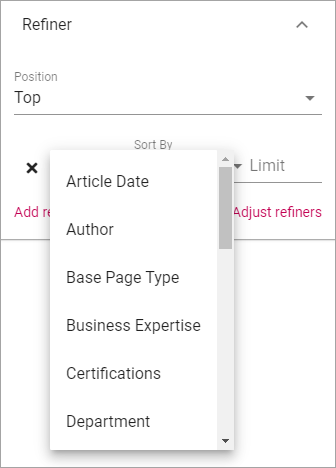 Refiner
Position
Top
Sort By
Limit
Add re
Adjust refiners
Article Date
Author
Base Page Type
Business Expertise
Certifications
Department